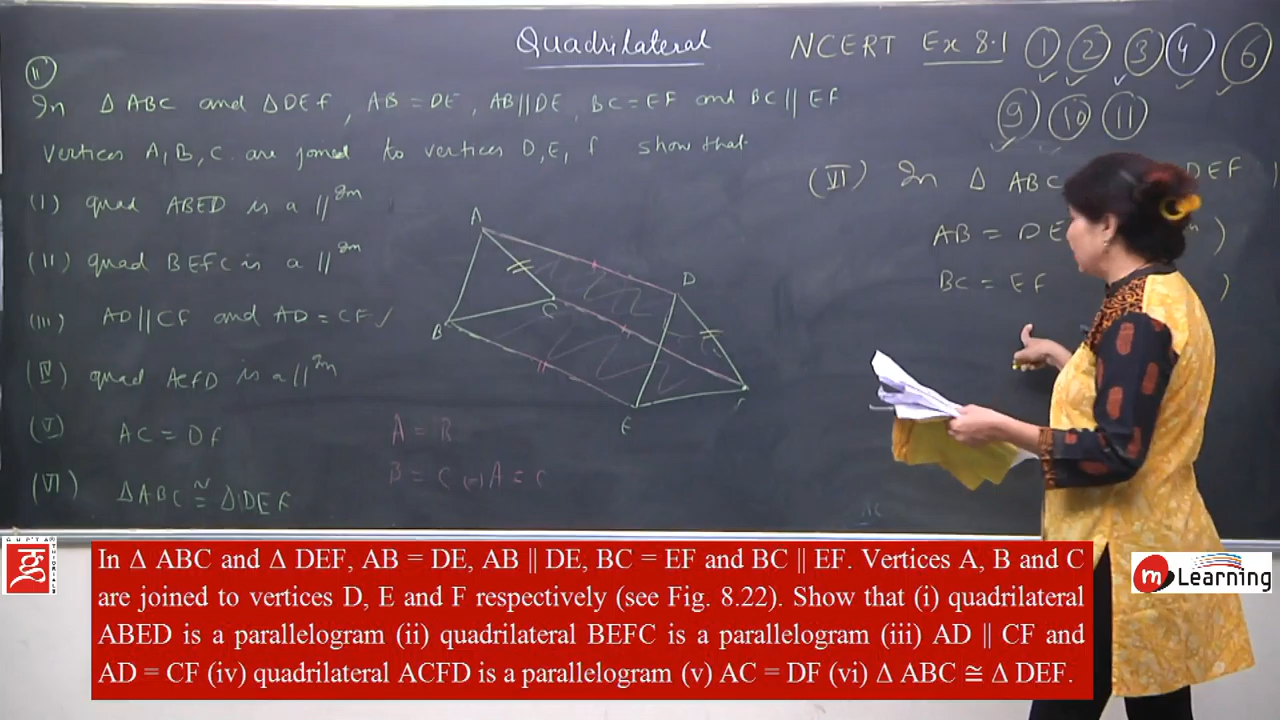 Quadrilateral NCERT Ex 8.1 1 2 3 4 6
9 10 11
11
In Δ ABC and ΔDEf, AB = DE, AB||DE, BC = EF and BC || EF
vertices A, B, C. are joined to vertices D, E, f show that
(I) quad ABED is a ||gm
(II) quad BEFC is a ||gm
(III) AD||CF and AD = CF ✓
(IV) quad ACFD is a ||gm
(V) AC = DF
(VI) ΔABC ≅ ΔDEF
A
D
C
B
E
A = B
B = C (-) A = C
(VI) In Δ ABC DEF
AB = DE )
BC = EF )
AC
GUPTA TUTORIALS
In Δ ABC and Δ DEF, AB = DE, AB || DE, BC = EF and BC || EF. Vertices A, B and C
are joined to vertices D, E and F respectively (see Fig. 8.22). Show that (i) quadrilateral
ABED is a parallelogram (ii) quadrilateral BEFC is a parallelogram (iii) AD || CF and
AD = CF (iv) quadrilateral ACFD is a parallelogram (v) AC = DF (vi) Δ ABC ≅ Δ DEF.
m Learning